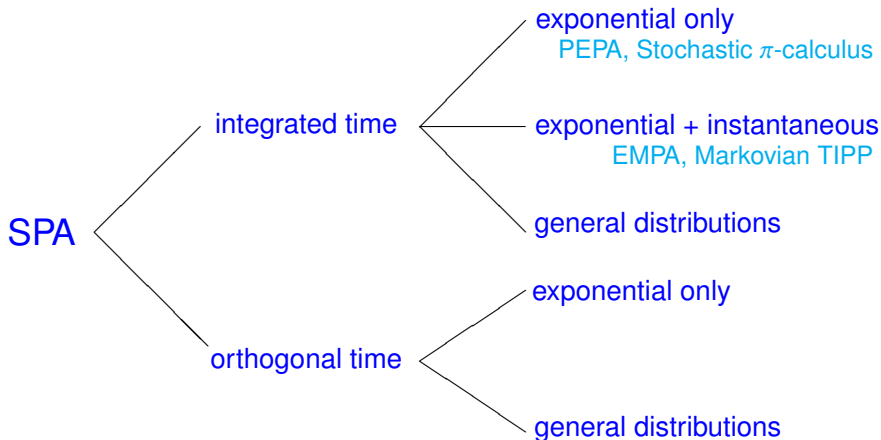 exponential only
PEPA, Stochastic π-calculus
integrated time
exponential + instantaneous
EMPA, Markovian TIPP
SPA
general distributions
exponential only
orthogonal time
general distributions